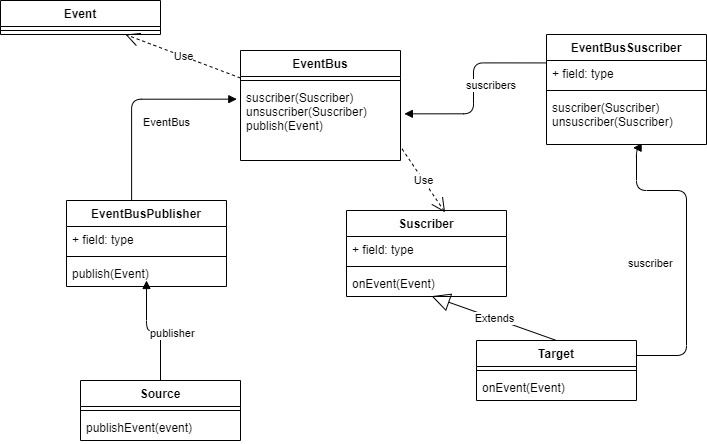 Event
Use
EventBus
suscriber(Suscriber)
unsuscriber(Suscriber)
publish(Event)
EventBusSuscriber
+ field: type
suscriber(Suscriber)
unsuscriber(Suscriber)
suscribers
EventBus
Use
EventBusPublisher
+ field: type
publish(Event)
Suscriber
+ field: type
onEvent(Event)
suscriber
Extends
publisher
Target
onEvent(Event)
Source
publishEvent(event)